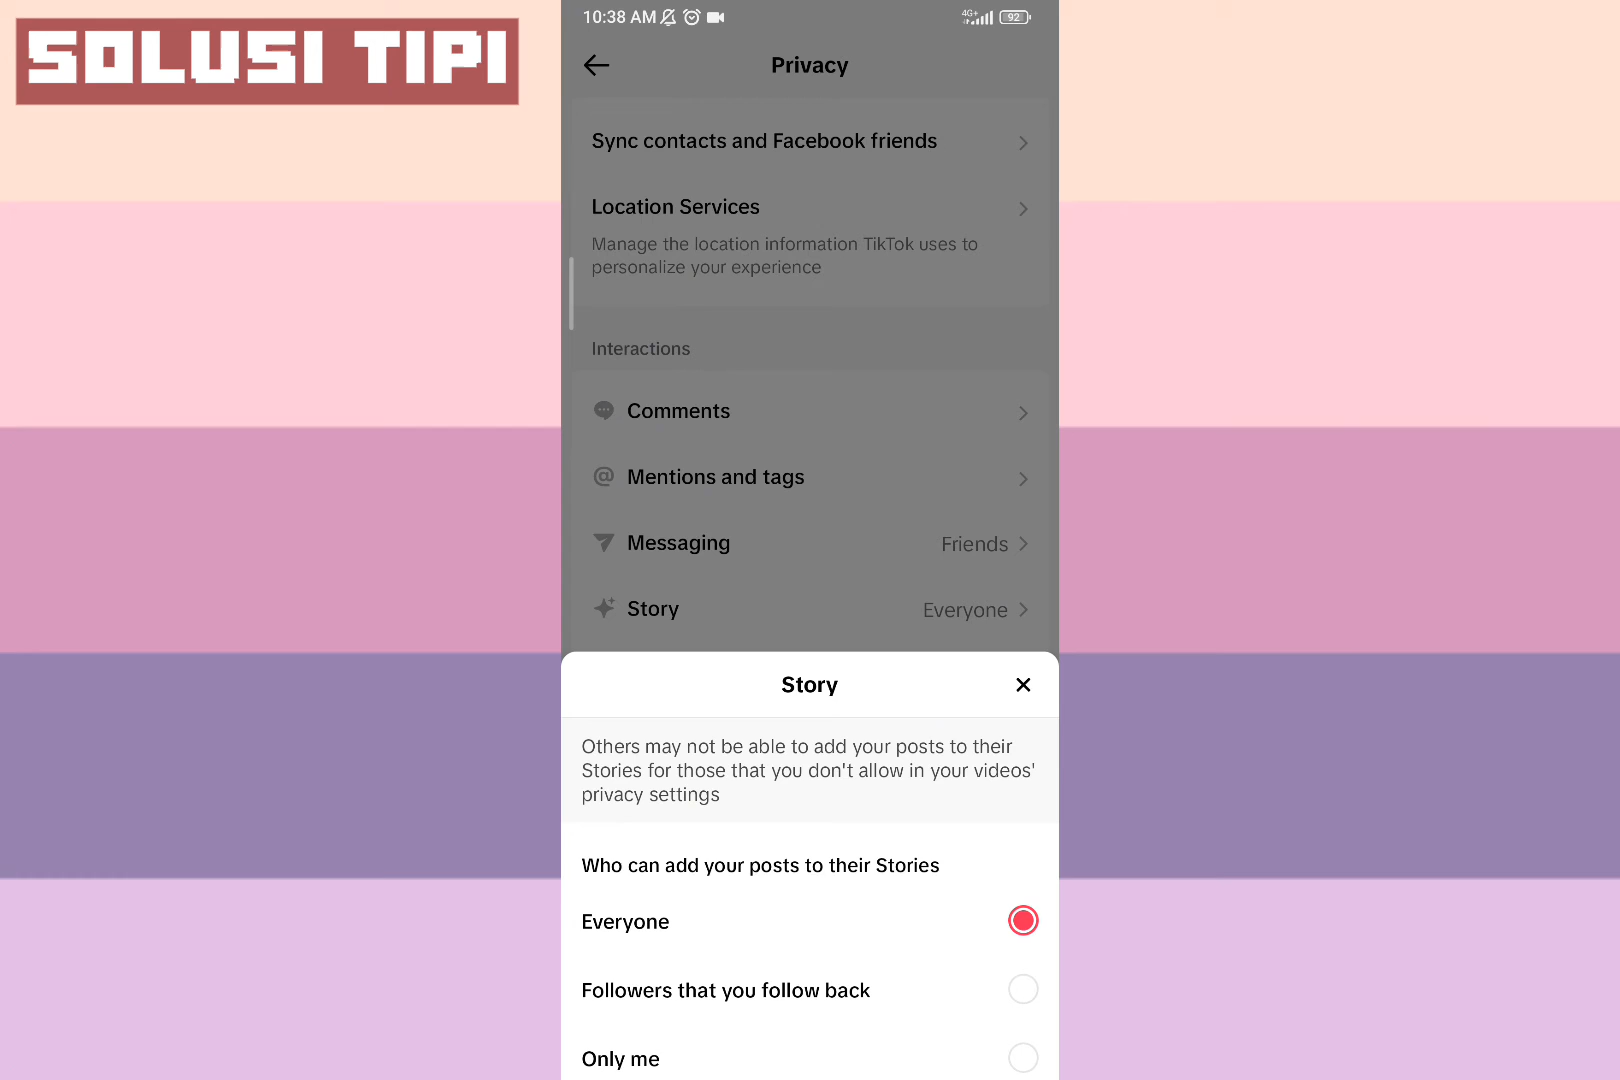 SOLUSI TIPI
10:38 AM
4G+
92
Privacy
Sync contacts and Facebook friends
Location Services
Manage the location information TikTok uses to
personalize your experience
Interactions
Comments
@ Mentions and tags
Messaging Friends
Story Everyone
Story
Others may not be able to add your posts to their
Stories for those that you don't allow in your videos'
privacy settings
Who can add your posts to their Stories
Everyone
Followers that you follow back
Only me